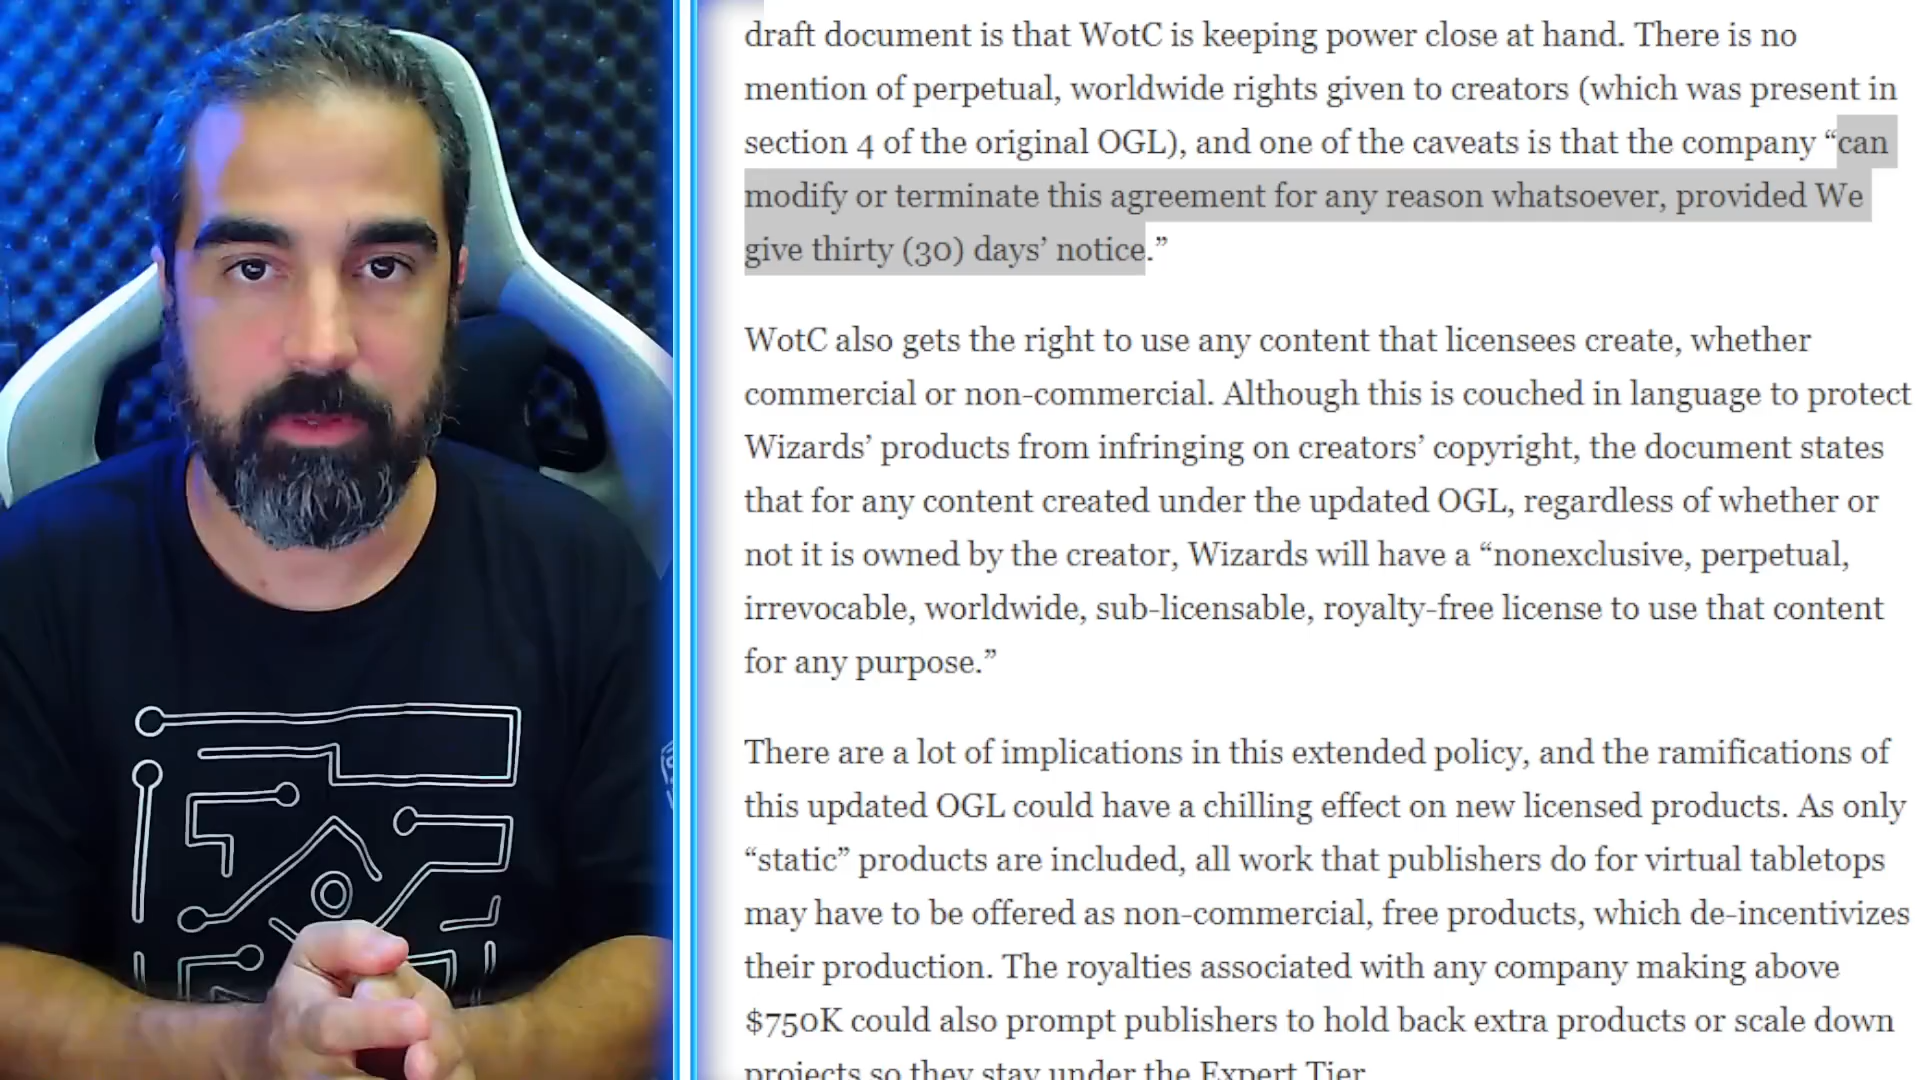 draft document is that WotC is keeping power close at hand. There is no
mention of perpetual, worldwide rights given to creators (which was present in
section 4 of the original OGL), and one of the caveats is that the company “can
modify or terminate this agreement for any reason whatsoever, provided We
give thirty (30) days’ notice.”
WotC also gets the right to use any content that licensees create, whether
commercial or non-commercial. Although this is couched in language to protect
Wizards’ products from infringing on creators’ copyright, the document states
that for any content created under the updated OGL, regardless of whether or
not it is owned by the creator, Wizards will have a “nonexclusive, perpetual,
irrevocable, worldwide, sub-licensable, royalty-free license to use that content
for any purpose.”
There are a lot of implications in this extended policy, and the ramifications of
this updated OGL could have a chilling effect on new licensed products. As only
“static” products are included, all work that publishers do for virtual tabletops
may have to be offered as non-commercial, free products, which de-incentivizes
their production. The royalties associated with any company making above
$750K could also prompt publishers to hold back extra products or scale down
projects so they stay under the Expert Tier.